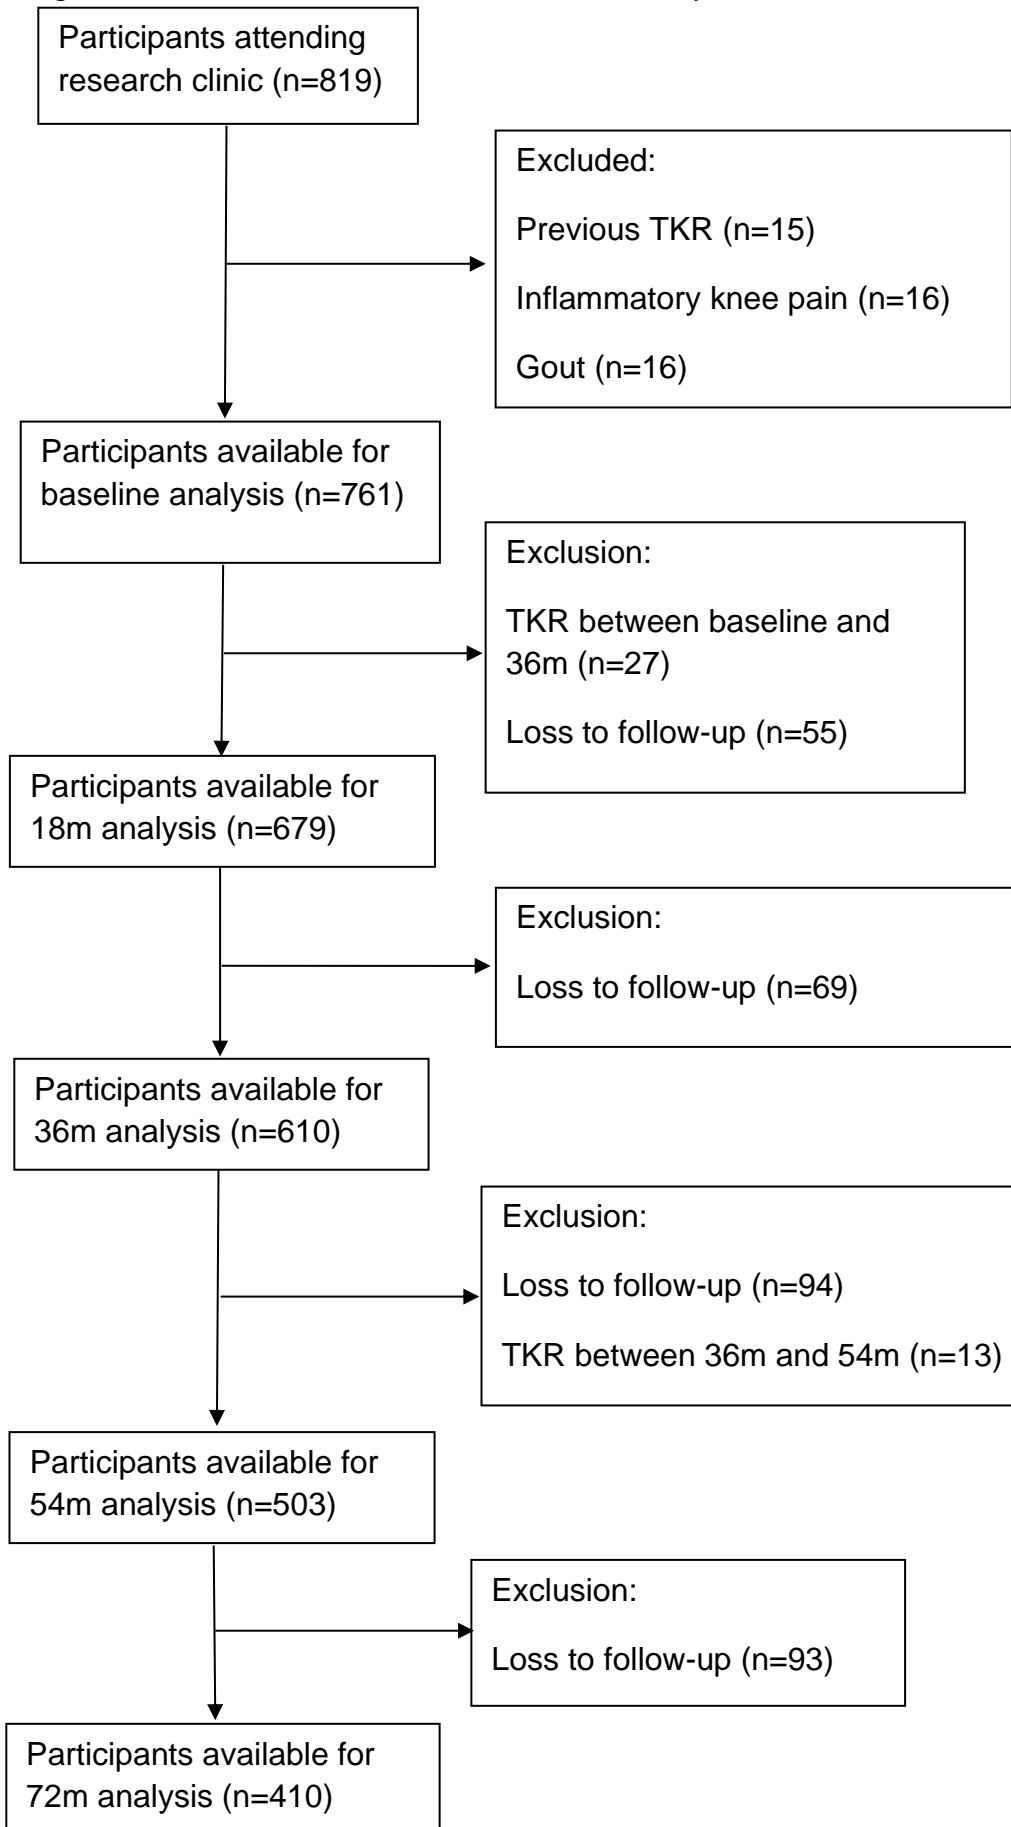 Participants attending
research clinic (n=819)
Excluded:
Previous TKR (n=15)
Inflammatory knee pain (n=16)
Gout (n=16)
Participants available for
baseline analysis (n=761)
Exclusion:
TKR between baseline and
36m (n=27)
Loss to follow-up (n=55)
Participants available for
18m analysis (n=679)
Exclusion:
Loss to follow-up (n=69)
Participants available for
36m analysis (n=610)
Exclusion:
Loss to follow-up (n=94)
TKR between 36m and 54m (n=13)
Participants available for
54m analysis (n=503)
Exclusion:
Loss to follow-up (n=93)
Participants available for
72m analysis (n=410)